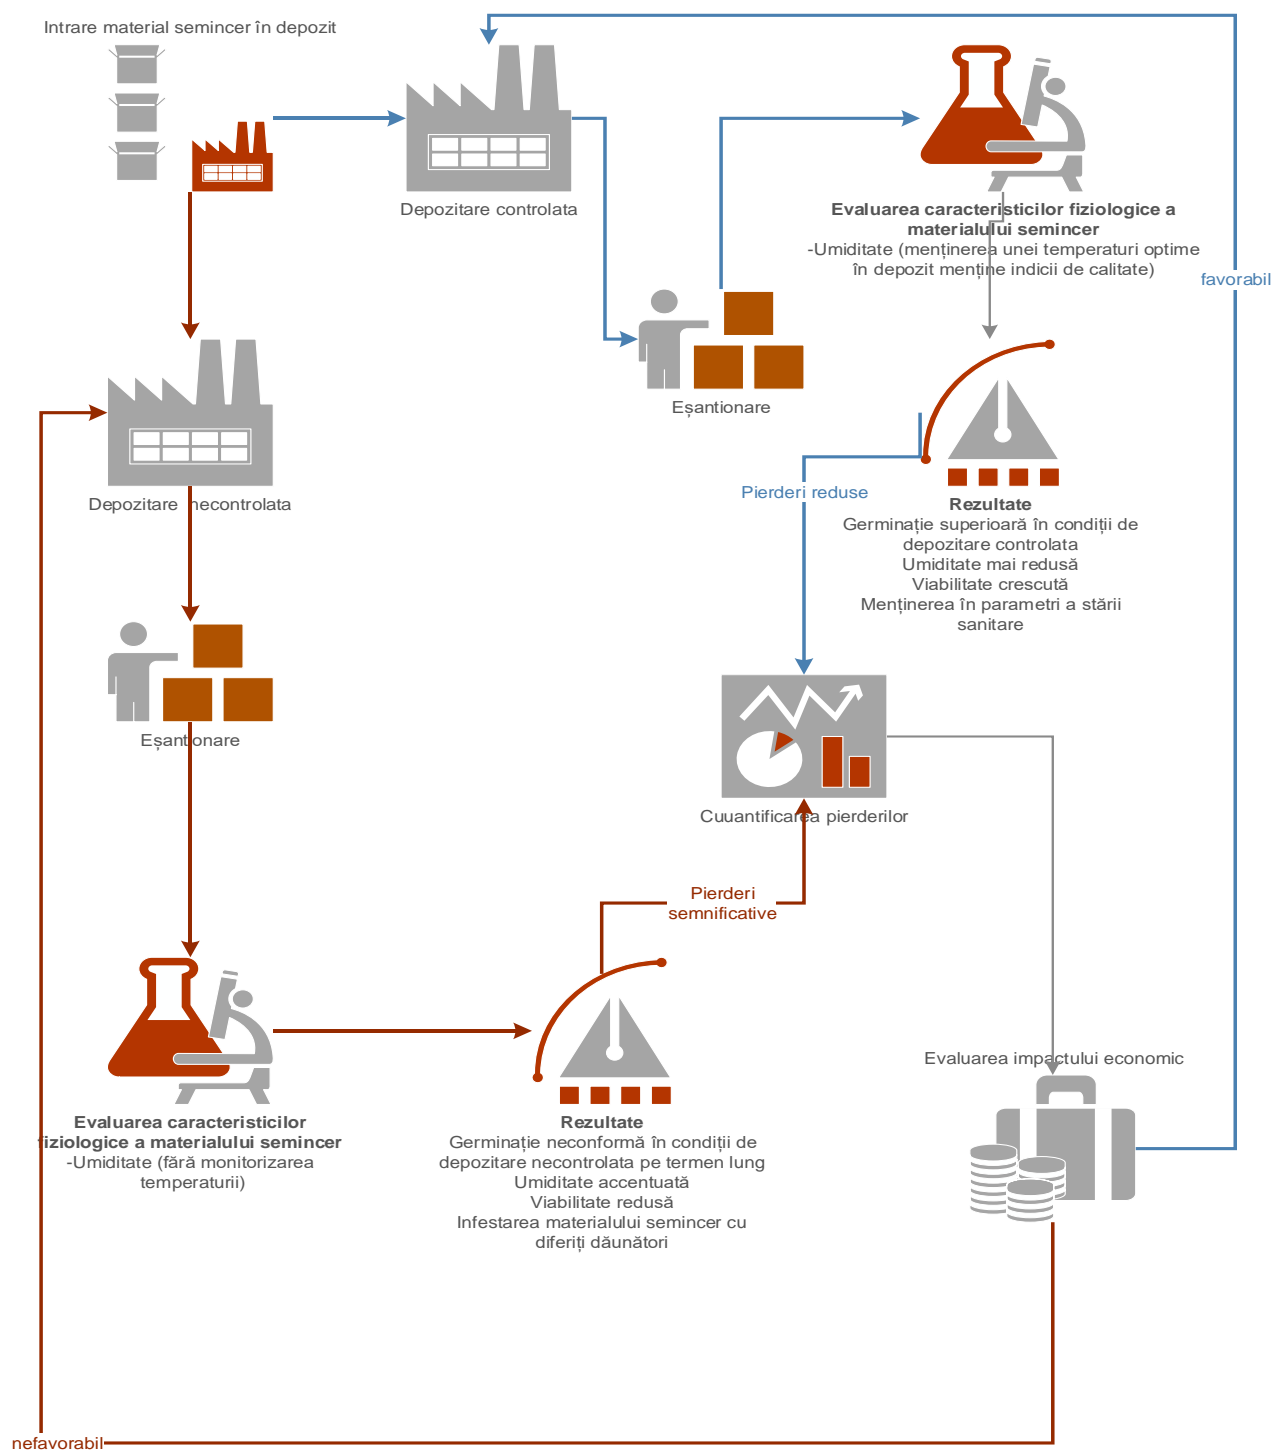 Intrare material semincer în depozit
Depozitare controlata
Evaluarea caracteristicilor fiziologice a
materialului semincer
-Umiditate (menținerea unei temperaturi optime
în depozit menține indicii de calitate)
favorabil
Eșantionare
Depozitare necontrolata
Pierderi reduse
Rezultate
Germinație superioară în condiții de
depozitare controlata
Umiditate mai redusă
Viabilitate crescută
Menținerea în parametri a stării
sanitare
Eșantionare
Cuuantificarea pierderilor
Pierderi
semnificative
Evaluarea impactului economic
Evaluarea caracteristicilor
fiziologice a materialului semincer
-Umiditate (fără monitorizarea
temperaturii)
Rezultate
Germinație neconformă în condiții de
depozitare necontrolata pe termen lung
Umiditate accentuată
Viabilitate redusă
Infestarea materialului semincer cu
diferiți dăunători
nefavorabil